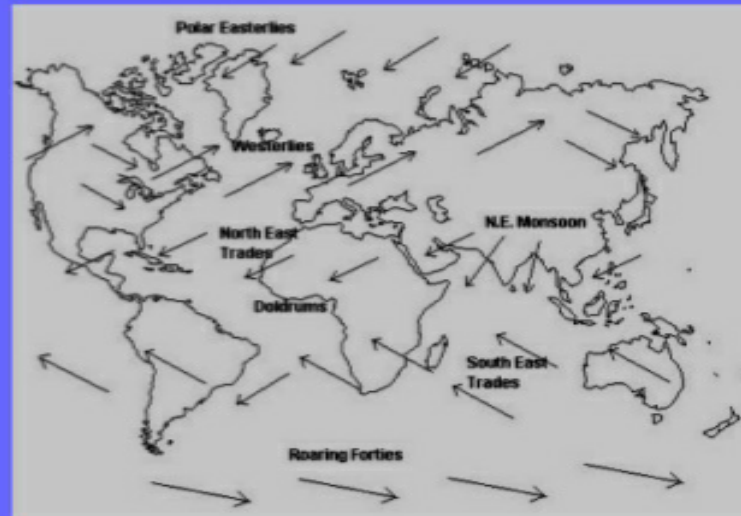 Polar Easterlies
Westerlies
North East
Trades
N.E. Monsoon
Doldrums
South East
Trades
Roaring Forties